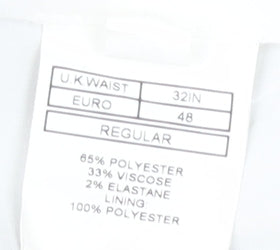 U.K WAIST 32IN
EURO 48
REGULAR
65% POLYESTER
33% VISCOSE
2% ELASTANE
LINING
100% POLYESTER